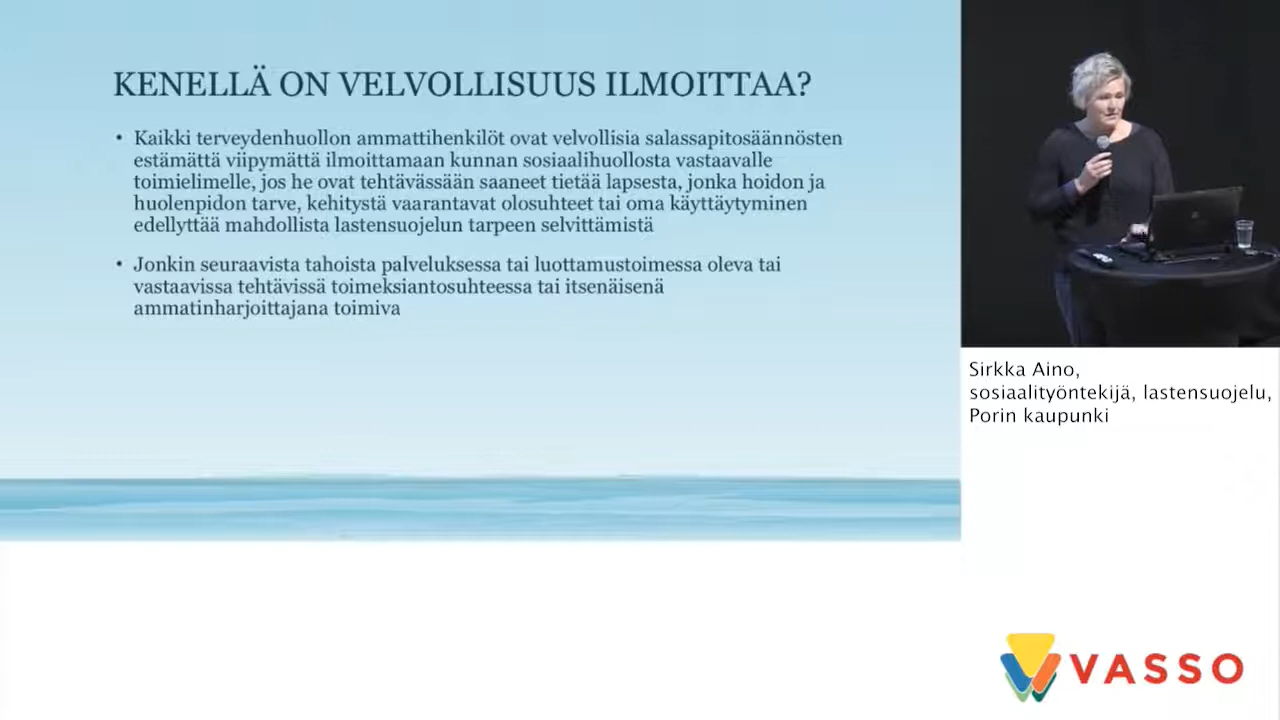 KENELLÄ ON VELVOLLISUUS ILMOITTAA?
• Kaikki terveydenhuollon ammattihenkilöt ovat velvollisia salassapitosäännösten
estämättä viipymättä ilmoittamaan kunnan sosiaalihuollosta vastaavalle
toimielimelle, jos he ovat tehtävässään saaneet tietää lapsesta, jonka hoidon ja
huolenpidon tarve, kehitystä vaarantavat olosuhteet tai oma käyttäytyminen
edellyttää mahdollista lastensuojelun tarpeen selvittämistä
• Jonkin seuraavista tahoista palveluksessa tai luottamustoimessa oleva tai
vastaavissa tehtävissä toimeksiantosuhteessa tai itsenäisenä
ammatinharjoittajana toimiva
Sirkka Aino,
sosiaalityöntekijä, lastensuojelu,
Porin kaupunki
VASSO